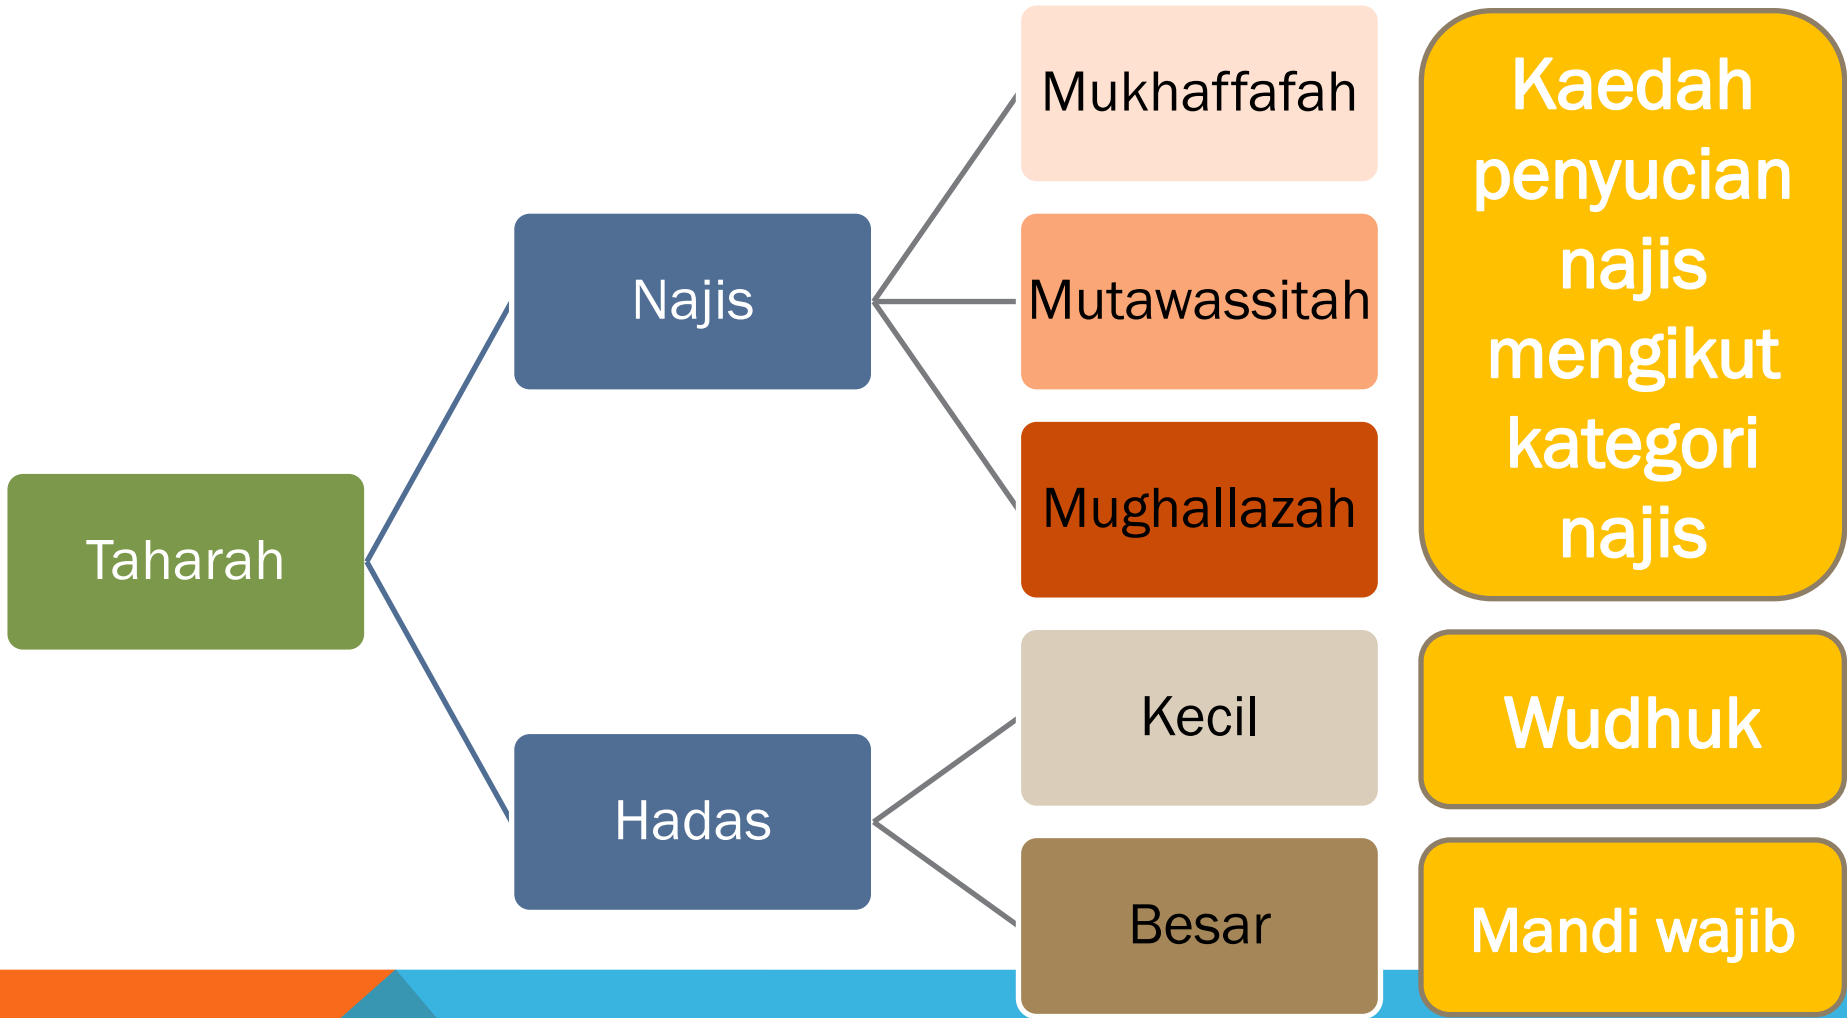 Taharah
Najis
Hadas
Mukhaffafah
Mutawassitah
Mughallazah
Kecil
Besar
Kaedah
penyucian
najis
mengikut
kategori
najis
Wudhuk
Mandi wajib